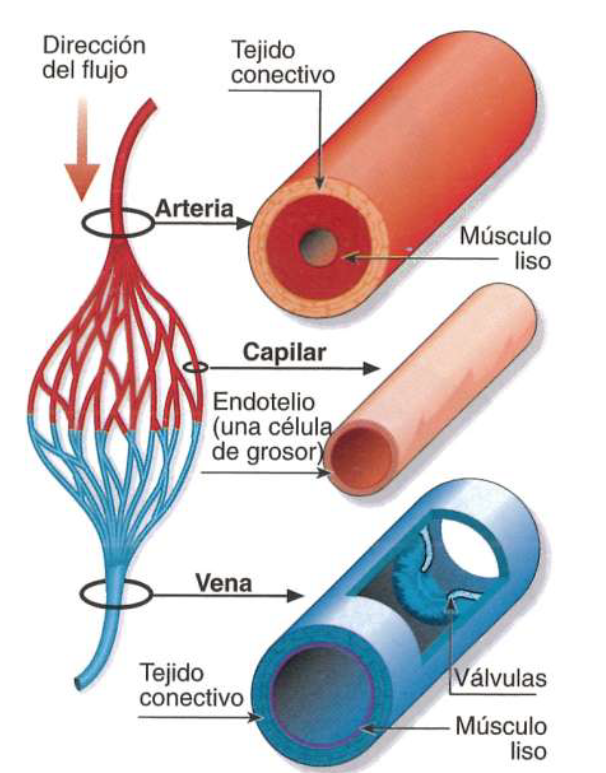 Dirección
del flujo
Tejido
conectivo
Arteria
Músculo
liso
Capilar
Endotelio
(una célula
de grosor)
Vena
Válvulas
Tejido
conectivo
Músculo
liso